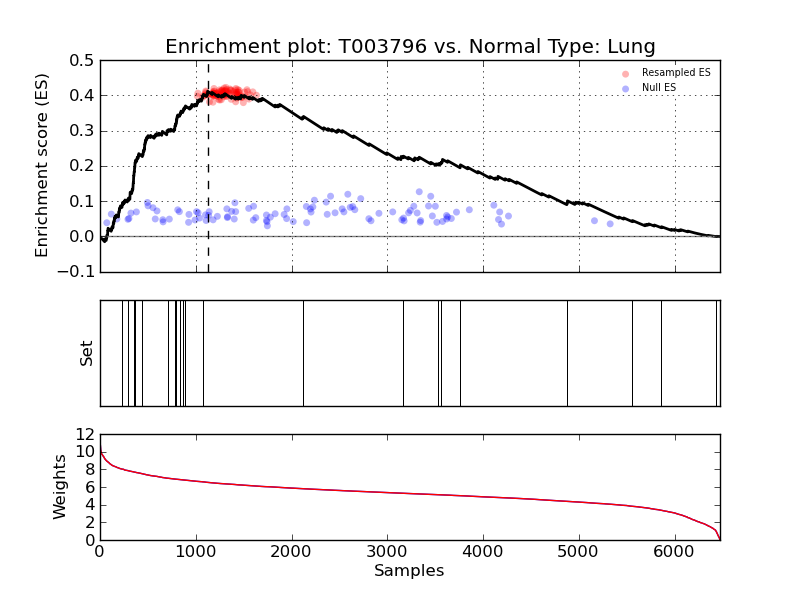 Enrichment plot: T003796 vs. Normal Type: Lung
Enrichment score (ES)
0.5
0.4
0.3
0.2
0.1
0.0
−0.1
Resampled ES
Null ES
Set
Weights
12
10
8
6
4
2
0
0 1000 2000 3000 4000 5000 6000
Samples